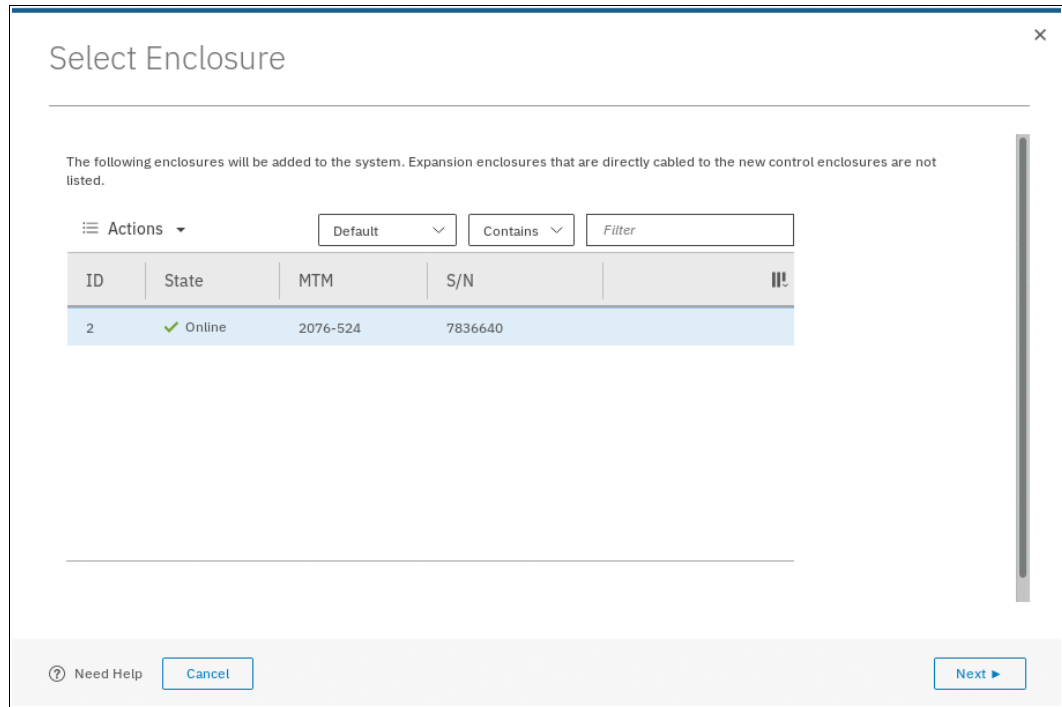 Select Enclosure
The following enclosures will be added to the system. Expansion enclosures that are directly cabled to the new control enclosures are not
listed.
Actions Default Contains Filter
ID State MTM S/N
2 Online 2076-524 7836640
Need Help Cancel Next